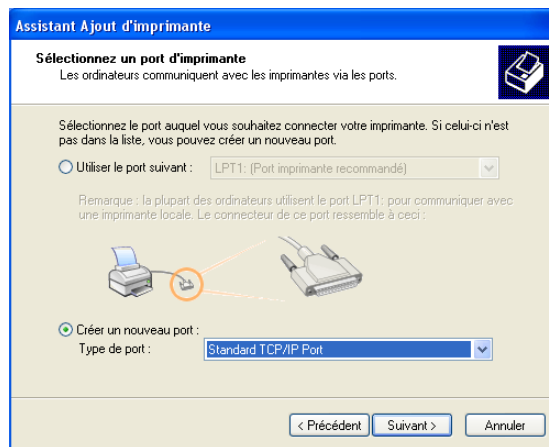 Assistant Ajout d'imprimante
Sélectionnez un port d'imprimante
Les ordinateurs communiquent avec les imprimantes via les ports.
Sélectionnez le port auquel vous souhaitez connecter votre imprimante. Si celui-ci n'est
pas dans la liste, vous pouvez créer un nouveau port.
Utiliser le port suivant : LPT1: (Port imprimante recommandé)
Remarque : la plupart des ordinateurs utilisent le port LPT1: pour communiquer avec
une imprimante locale. Le connecteur de ce port ressemble à ceci :
Créer un nouveau port :
Type de port : Standard TCP/IP Port
< Précédent Suivant > Annuler